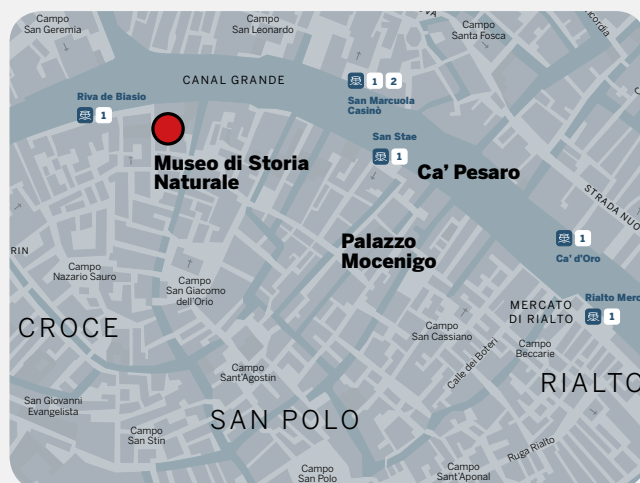 Campo
San Geremia
Campo
San Leonardo
Campo
Santa Fosca
CANAL GRANDE
1 2
San Marcuola
Casinò
Riva de Biasio
1
San Stae
1
Museo di Storia
Naturale
Ca’ Pesaro
STRADA NUO
Palazzo
Mocenigo
1
Ca’ d’Oro
RIN
Campo
Nazario Sauro
Campo
San Giacomo
dell’Orio
Rialto Merc
1
MERCATO
DI RIALTO
CROCE
Campo
San Cassiano
Campo
Beccarie
Calle dei Boteri
Campo
Sant’Agostin
RIALTO
San Giovanni
Evangelista
SAN POLO
Campo
San Stin
Ruga Rialto
Campo
San Polo
Campo
Sant’Aponal